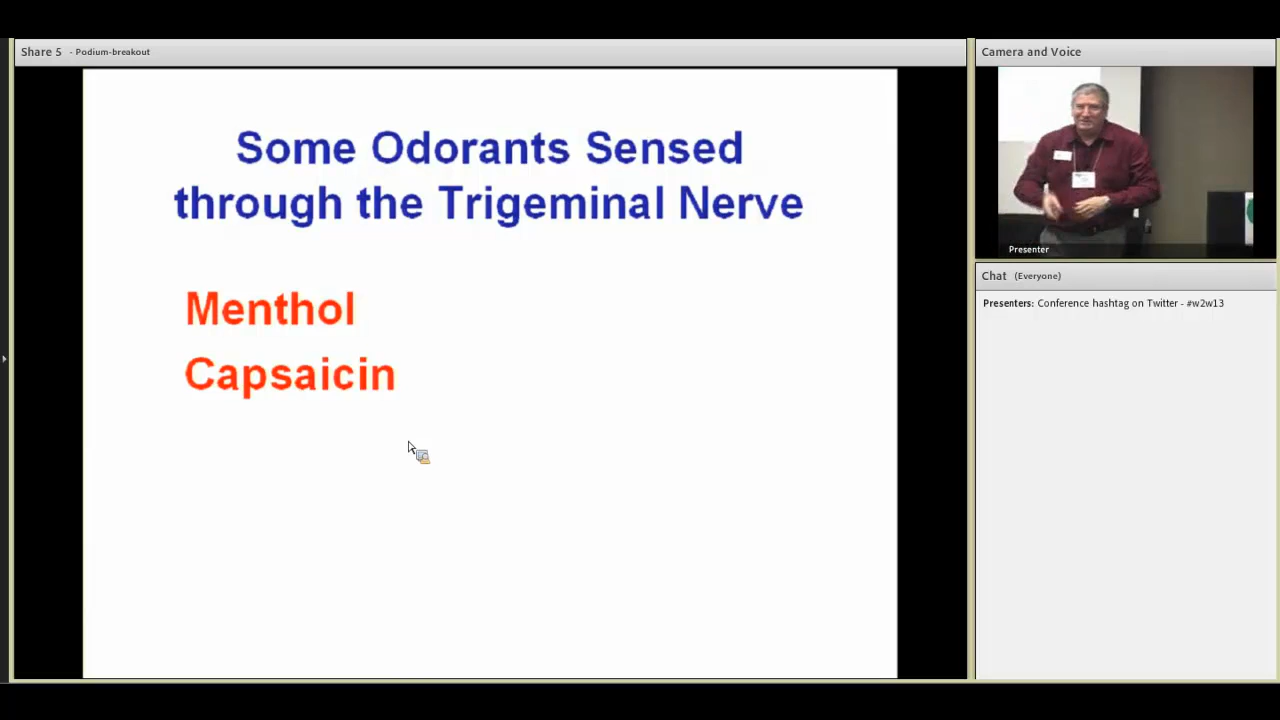 Share 5 - Podium-breakout
Some Odorants Sensed
through the Trigeminal Nerve
Menthol
Capsaicin
Camera and Voice
Presenter
Chat (Everyone)
Presenters: Conference hashtag on Twitter - #w2w13